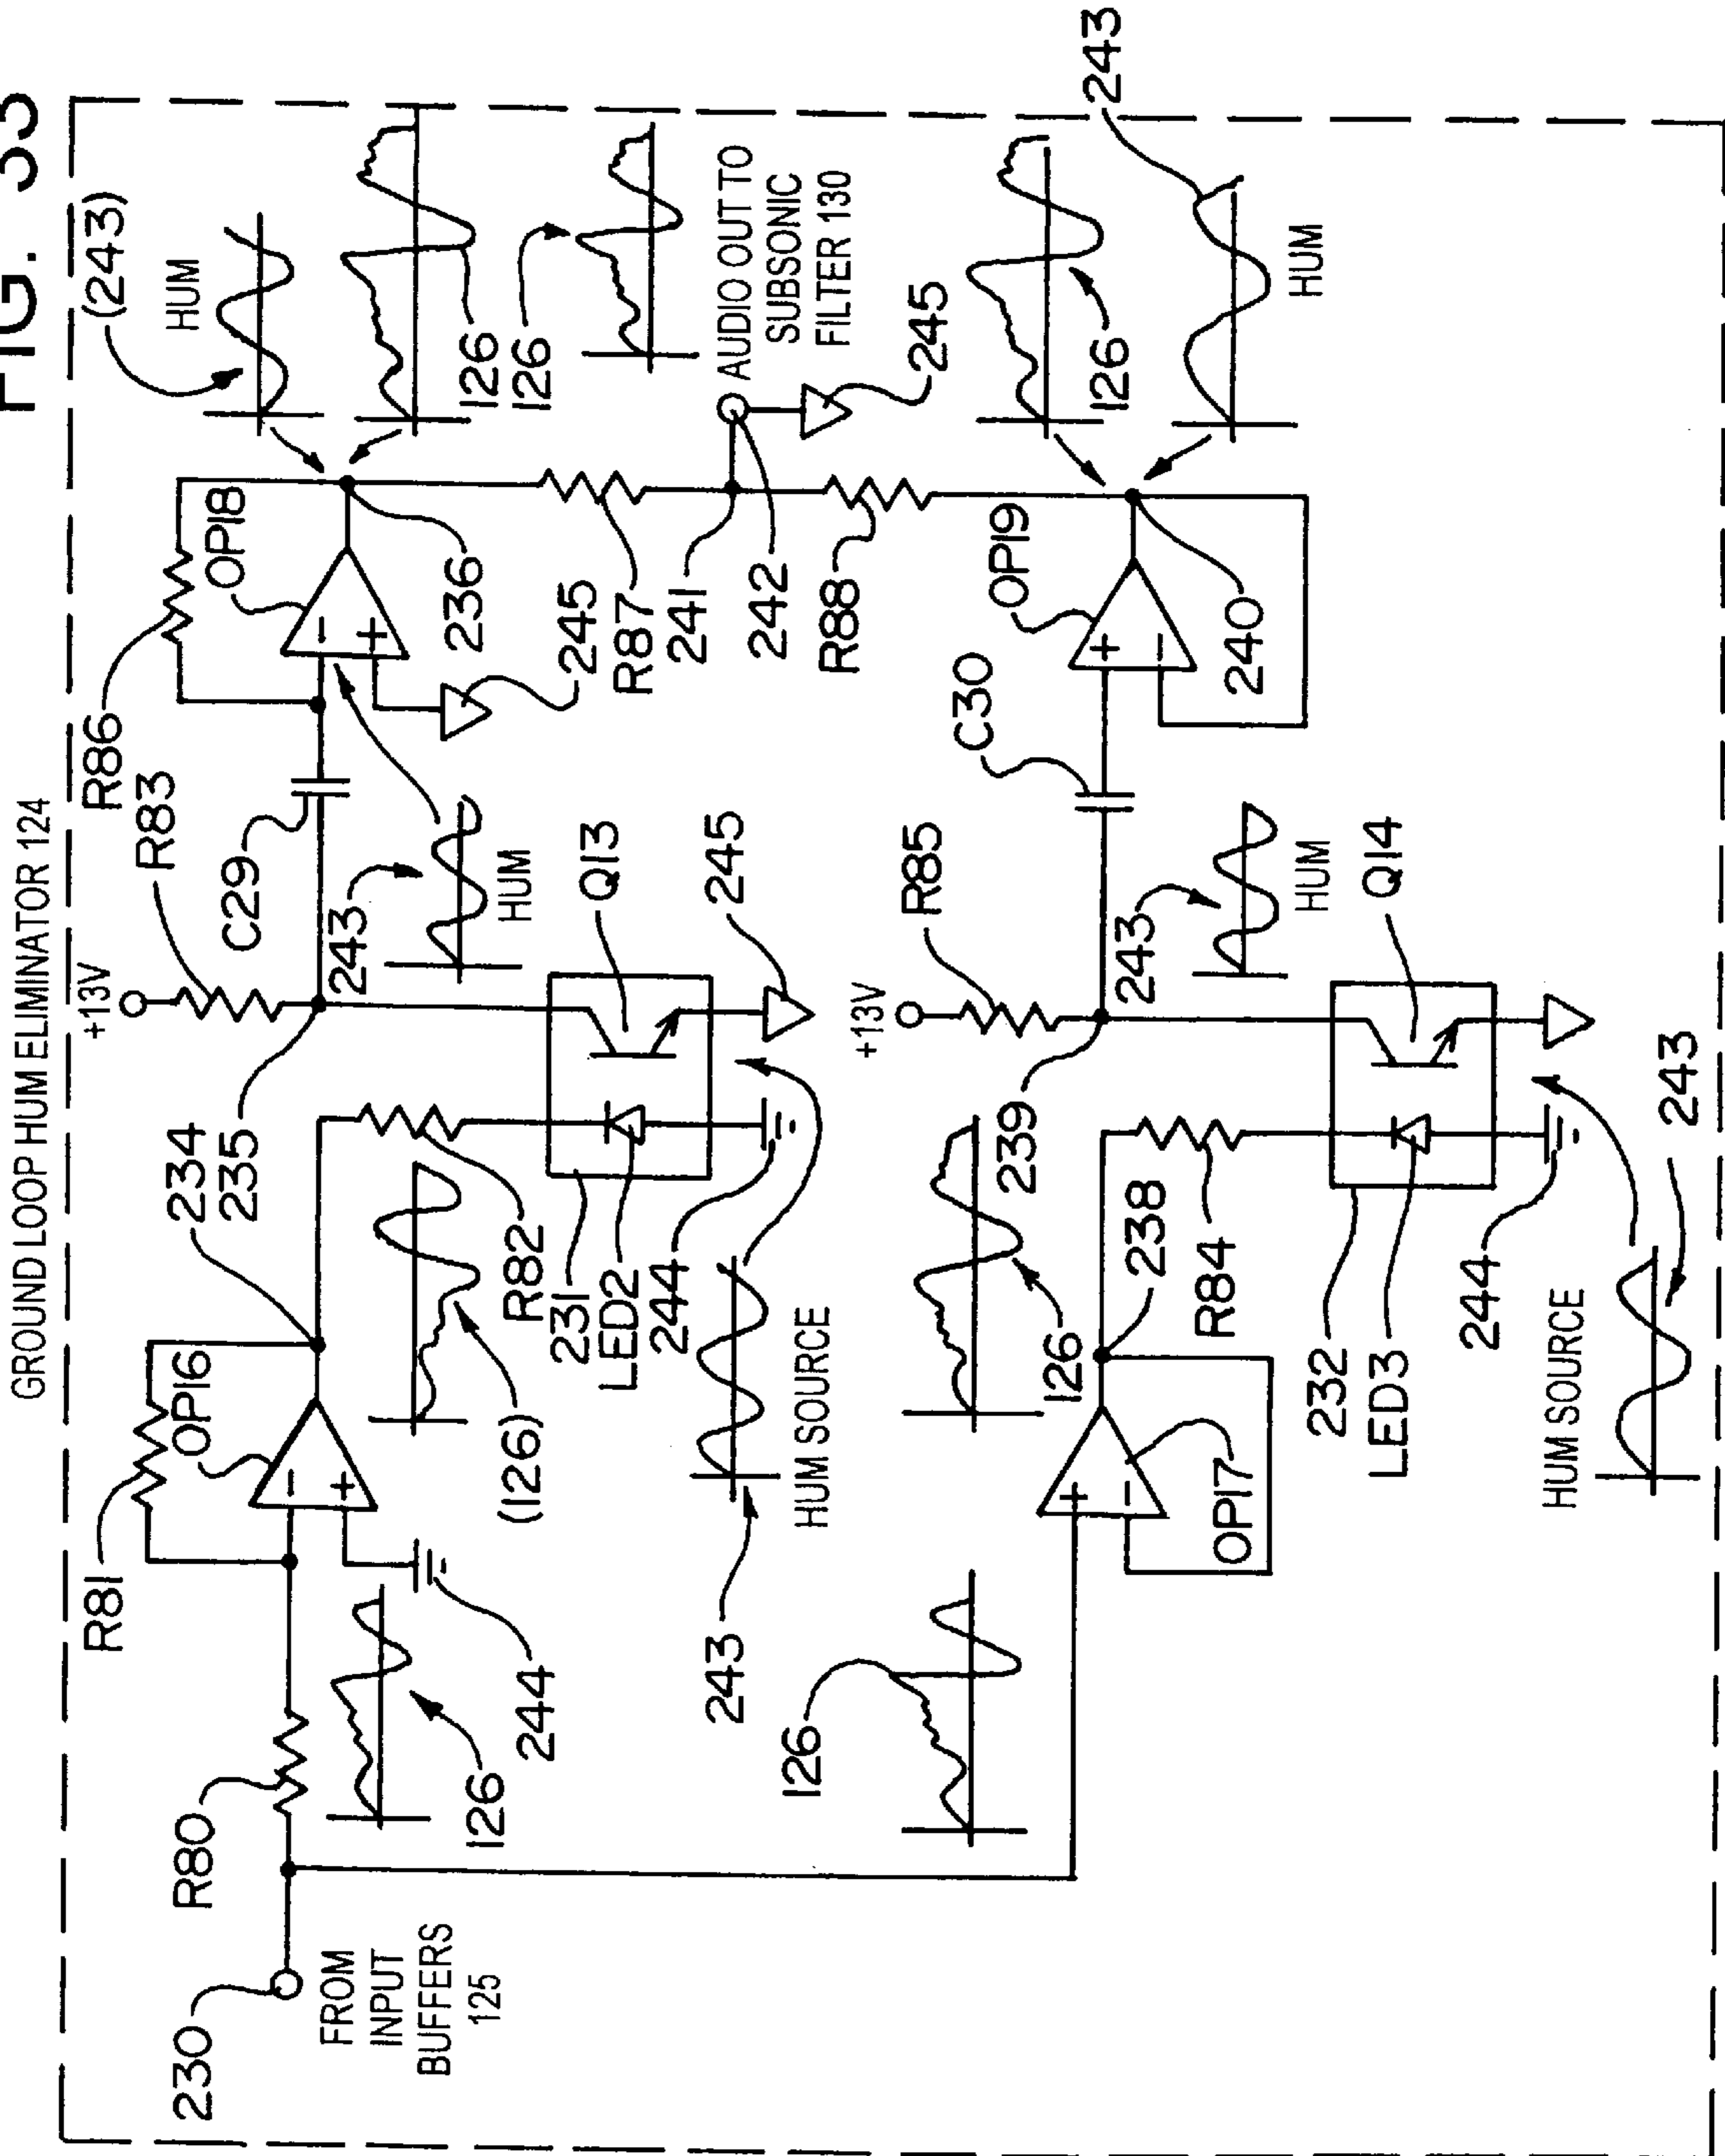 FIG. 33
GROUND LOOP HUM ELIMINATOR 124
R81
R86
(243)
HUM
+13V
R83
R80
OP16
234
235
C29
OP18
230
FROM
INPUT
BUFFERS
125
126
244
(126)
R82
243
HUM
236
126
126
231
LED2
244
Q13
245
245
R87
241
242
AUDIO OUT TO
SUBSONIC
FILTER 130
243
HUM SOURCE
245
R88
126
+13V
R85
126
239
243
HUM
C30
OP19
126
243
OP17
238
R84
240
HUM
232
LED3
244
Q14
HUM SOURCE
243